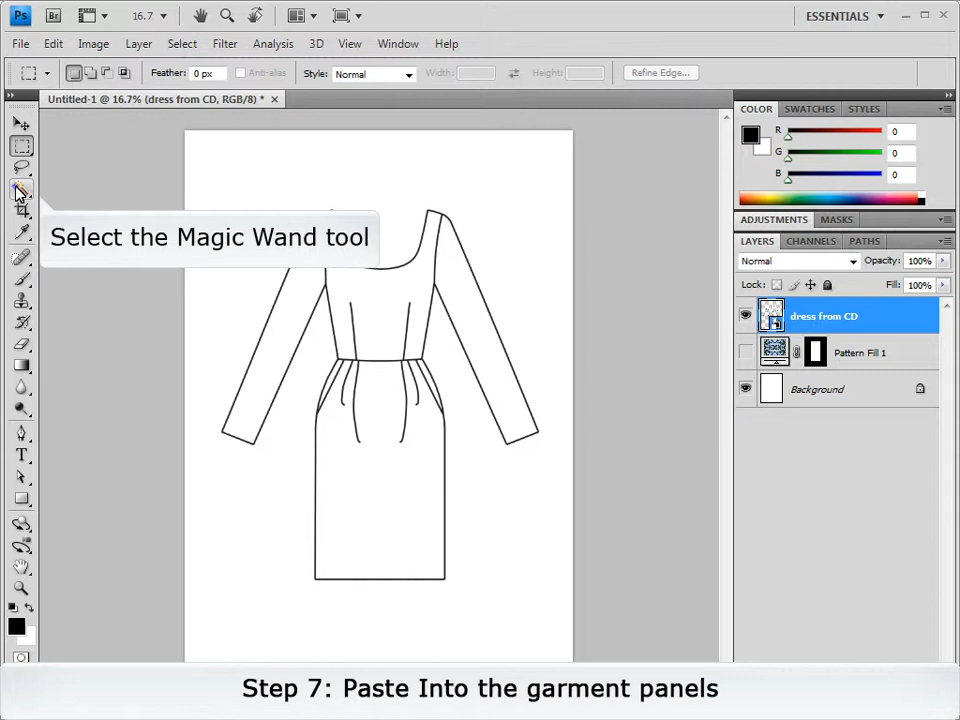 Ps Br 16.7 ESSENTIALS
File Edit Image Layer Select Filter Analysis 3D View Window Help
Feather: 0 px Anti-alias Style: Normal Width: Height: Refine Edge...
Untitled-1 @ 16.7% (dress from CD, RGB/8) *
COLOR SWATCHES STYLES
R 0
G 0
B 0
ADJUSTMENTS MASKS
LAYERS CHANNELS PATHS
Normal Opacity: 100%
Lock: Fill: 100%
dress from CD
Pattern Fill 1
Background
Select the Magic Wand tool
T
Step 7: Paste Into the garment panels